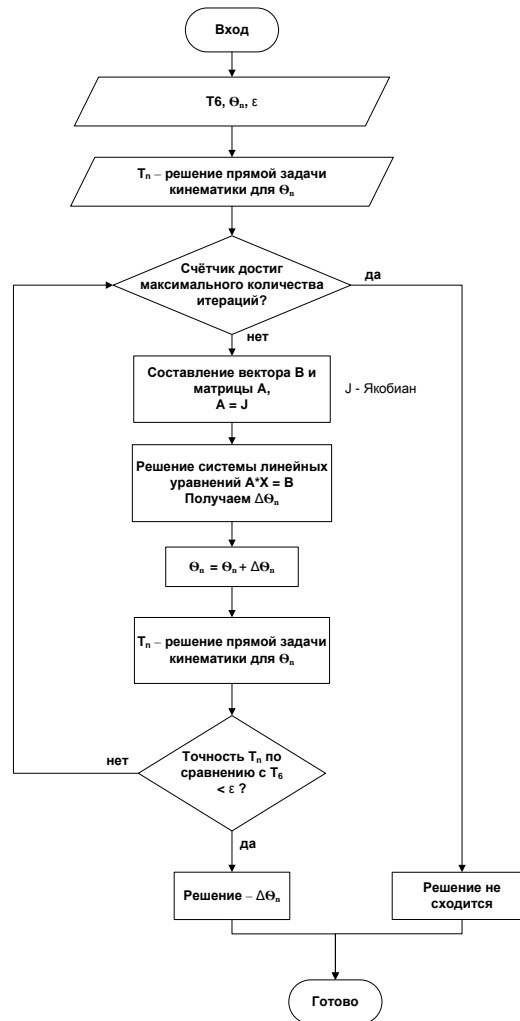 Вход
T6, Θn, ε
Tn – решение прямой задачи
кинематики для Θn
Счётчик достиг
максимального количества
итераций?
да
нет
Составление вектора B и
матрицы A,
A = J
J - Якобиан
Решение системы линейных
уравнений A*X = B
Получаем ΔΘn
Θn = Θn + ΔΘn
Tn – решение прямой задачи
кинематики для Θn
Точность Tn по
сравнению с T6
< ε ?
нет
да
Решение – ΔΘn
Решение не
сходится
Готово